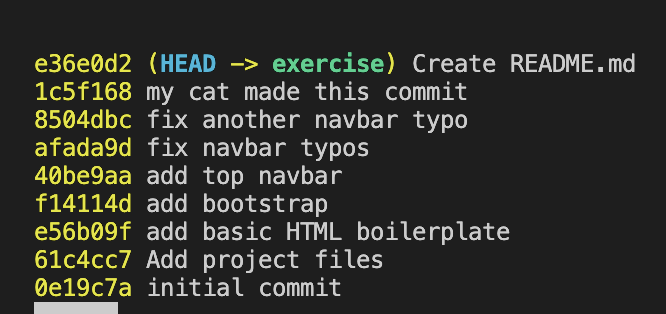 e36e0d2 (HEAD -> exercise) Create README.md
1c5f168 my cat made this commit
8504dbc fix another navbar typo
afada9d fix navbar typos
40be9aa add top navbar
f14114d add bootstrap
e56b09f add basic HTML boilerplate
61c4cc7 Add project files
0e19c7a initial commit